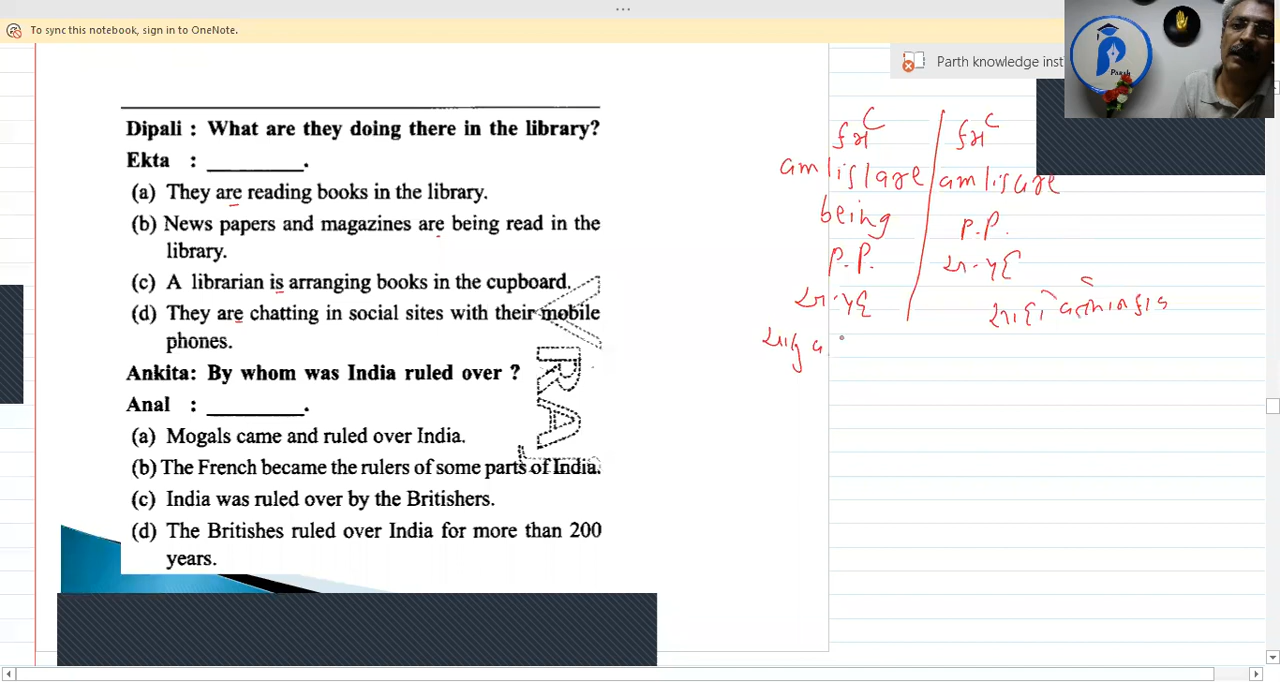 To sync this notebook, sign in to OneNote.
Parth knowledge inst
Parth
Dipali : What are they doing there in the library?
Ekta : ________.
(a) They are reading books in the library.
(b) News papers and magazines are being read in the
library.
(c) A librarian is arranging books in the cupboard.
(d) They are chatting in social sites with their mobile
phones.
Ankita: By whom was India ruled over ?
Anal : ________.
(a) Mogals came and ruled over India.
(b) The French became the rulers of some parts of India.
(c) India was ruled over by the Britishers.
(d) The Britishes ruled over India for more than 200
years.
VIRAJ
am | is | are
being
P.P.
am | is are
P.P.